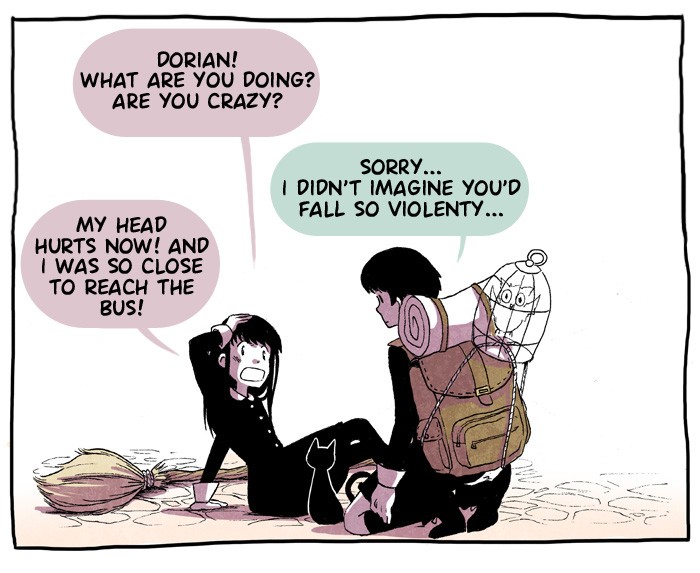 DORIAN!
WHAT ARE YOU DOING?
ARE YOU CRAZY?
SORRY...
I DIDN'T IMAGINE YOU'D
FALL SO VIOLENTY...
MY HEAD
HURTS NOW! AND
I WAS SO CLOSE
TO REACH THE
BUS!